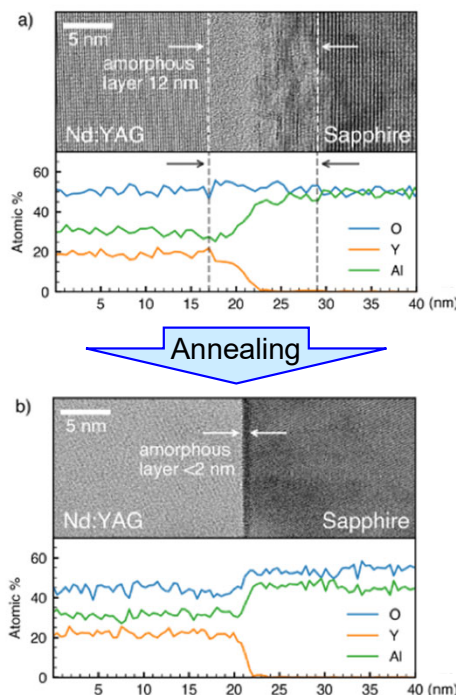 a)
5 nm
amorphous
layer 12 nm
Nd:YAG
Sapphire
Atomic %
60
40
20
0
O
Y
Al
5
10
15
20
25
30
35
40
(nm)
Annealing
b)
5 nm
amorphous
layer <2 nm
Nd:YAG
Sapphire
Atomic %
60
40
20
0
O
Y
Al
5
10
15
20
25
30
35
40
(nm)